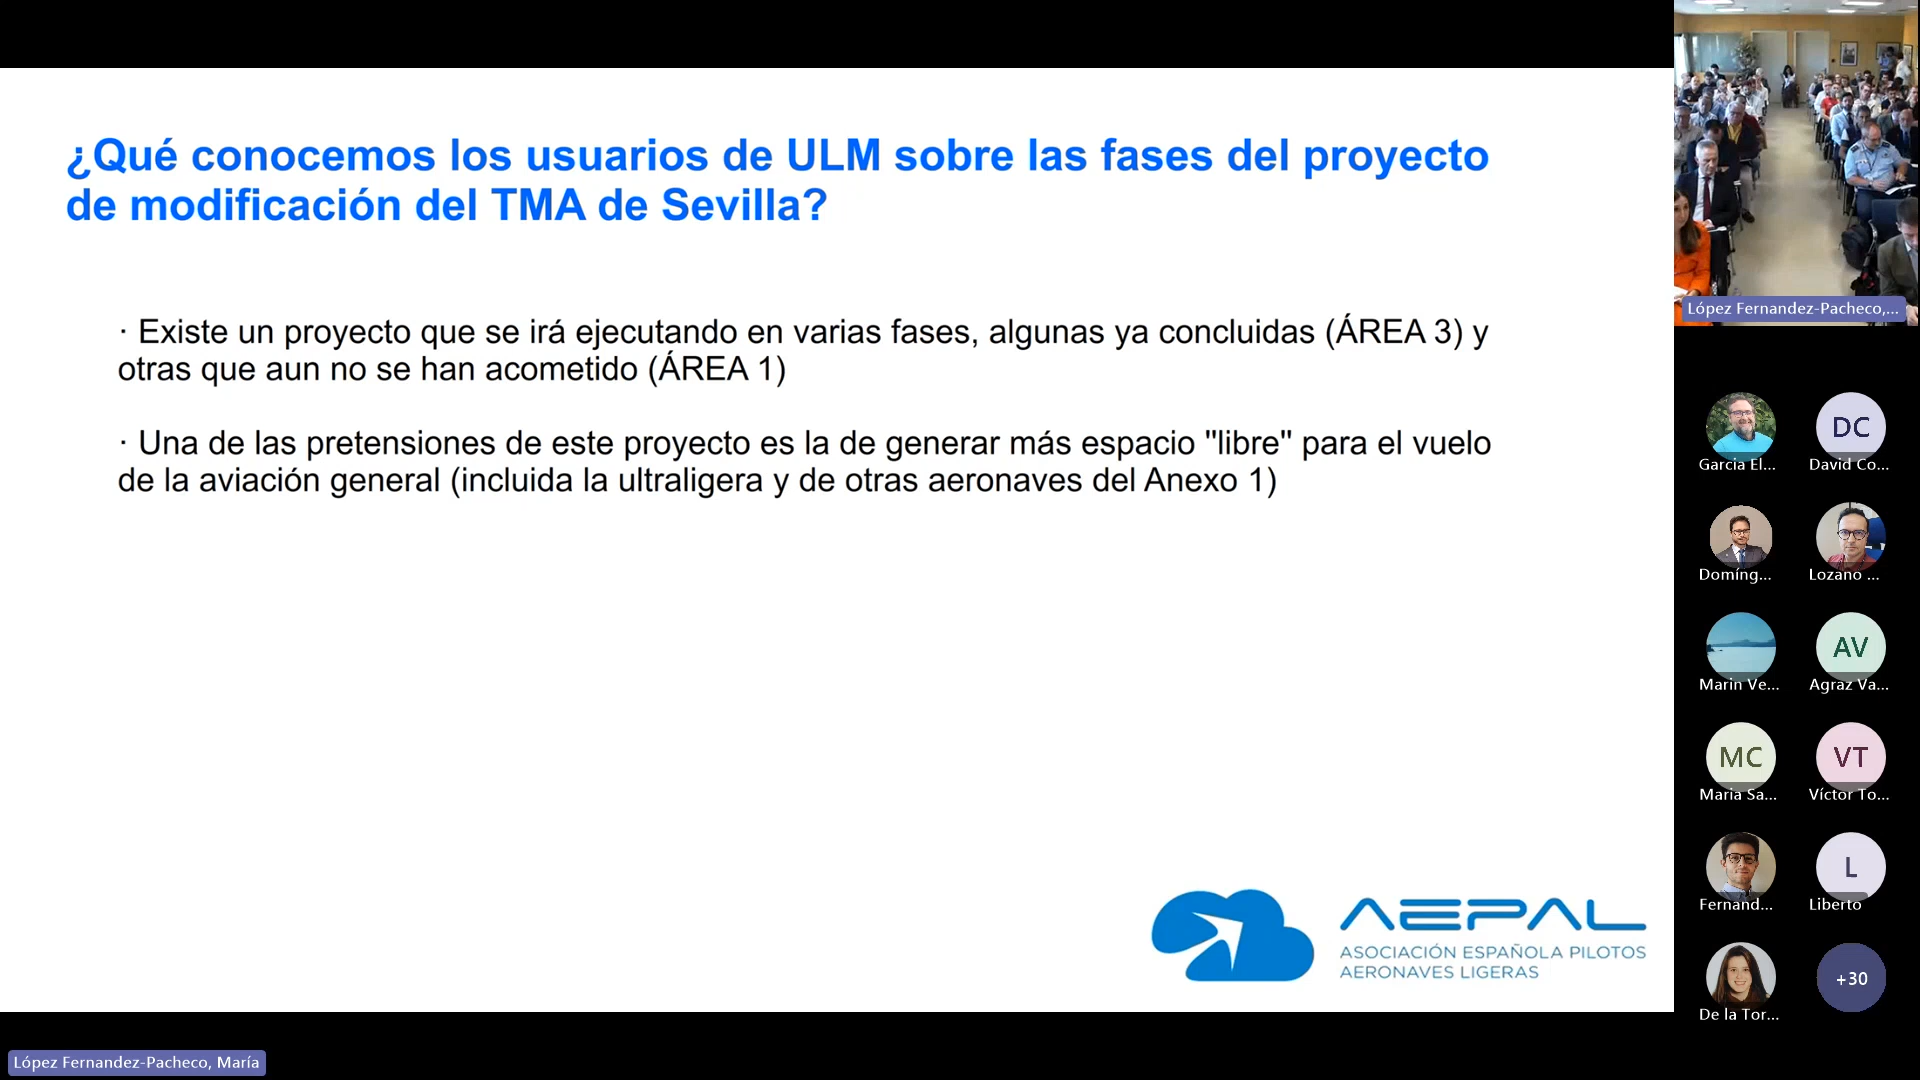 ¿Qué conocemos los usuarios de ULM sobre las fases del proyecto
de modificación del TMA de Sevilla?
· Existe un proyecto que se irá ejecutando en varias fases, algunas ya concluidas (ÁREA 3) y
otras que aun no se han acometido (ÁREA 1)
· Una de las pretensiones de este proyecto es la de generar más espacio "libre" para el vuelo
de la aviación general (incluida la ultraligera y de otras aeronaves del Anexo 1)
AEPAL
ASOCIACIÓN ESPAÑOLA PILOTOS
AERONAVES LIGERAS
López Fernandez-Pacheco, María
López Fernandez-Pacheco,...
Garcia El...
DC
David Co...
Domíng...
Lozano ...
Marin Ve...
AV
Agraz Va...
MC
Maria Sa...
VT
Víctor To...
Fernand...
L
Liberto
De la Tor...
+30